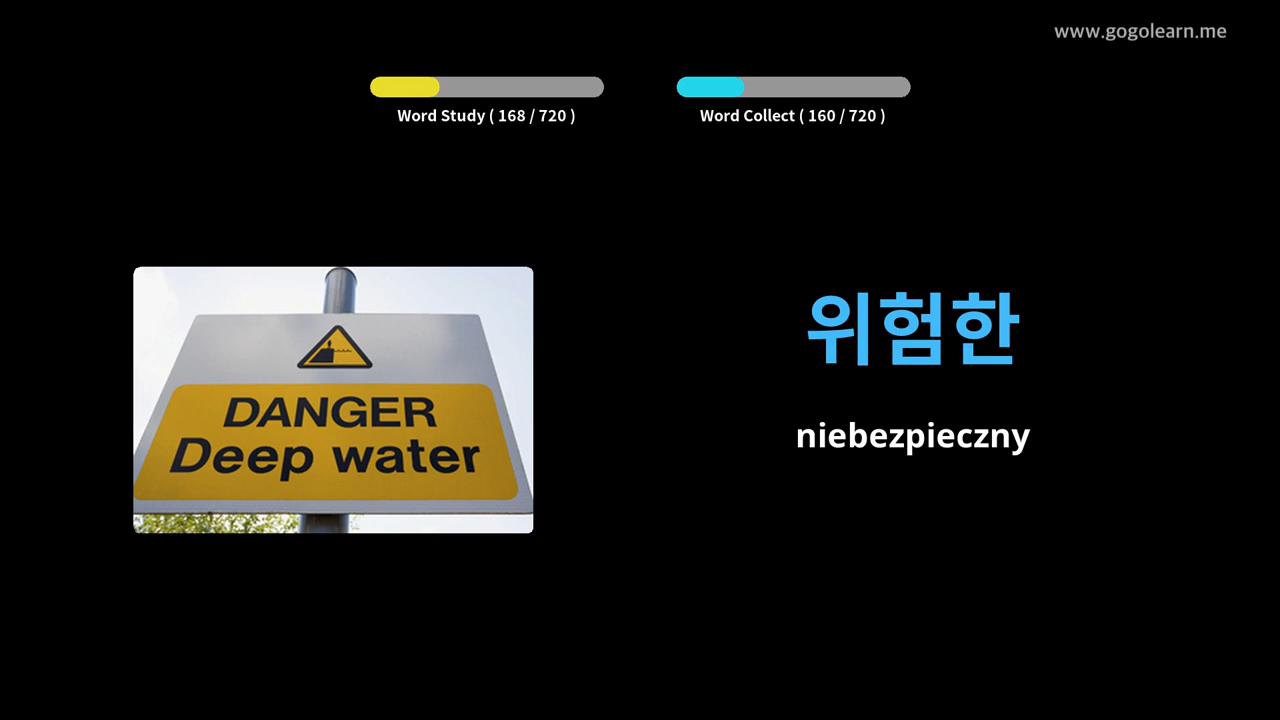 www.gogolearn.me
Word Study ( 168 / 720 )
Word Collect ( 160 / 720 )
DANGER
Deep water
위험한
niebezpieczny